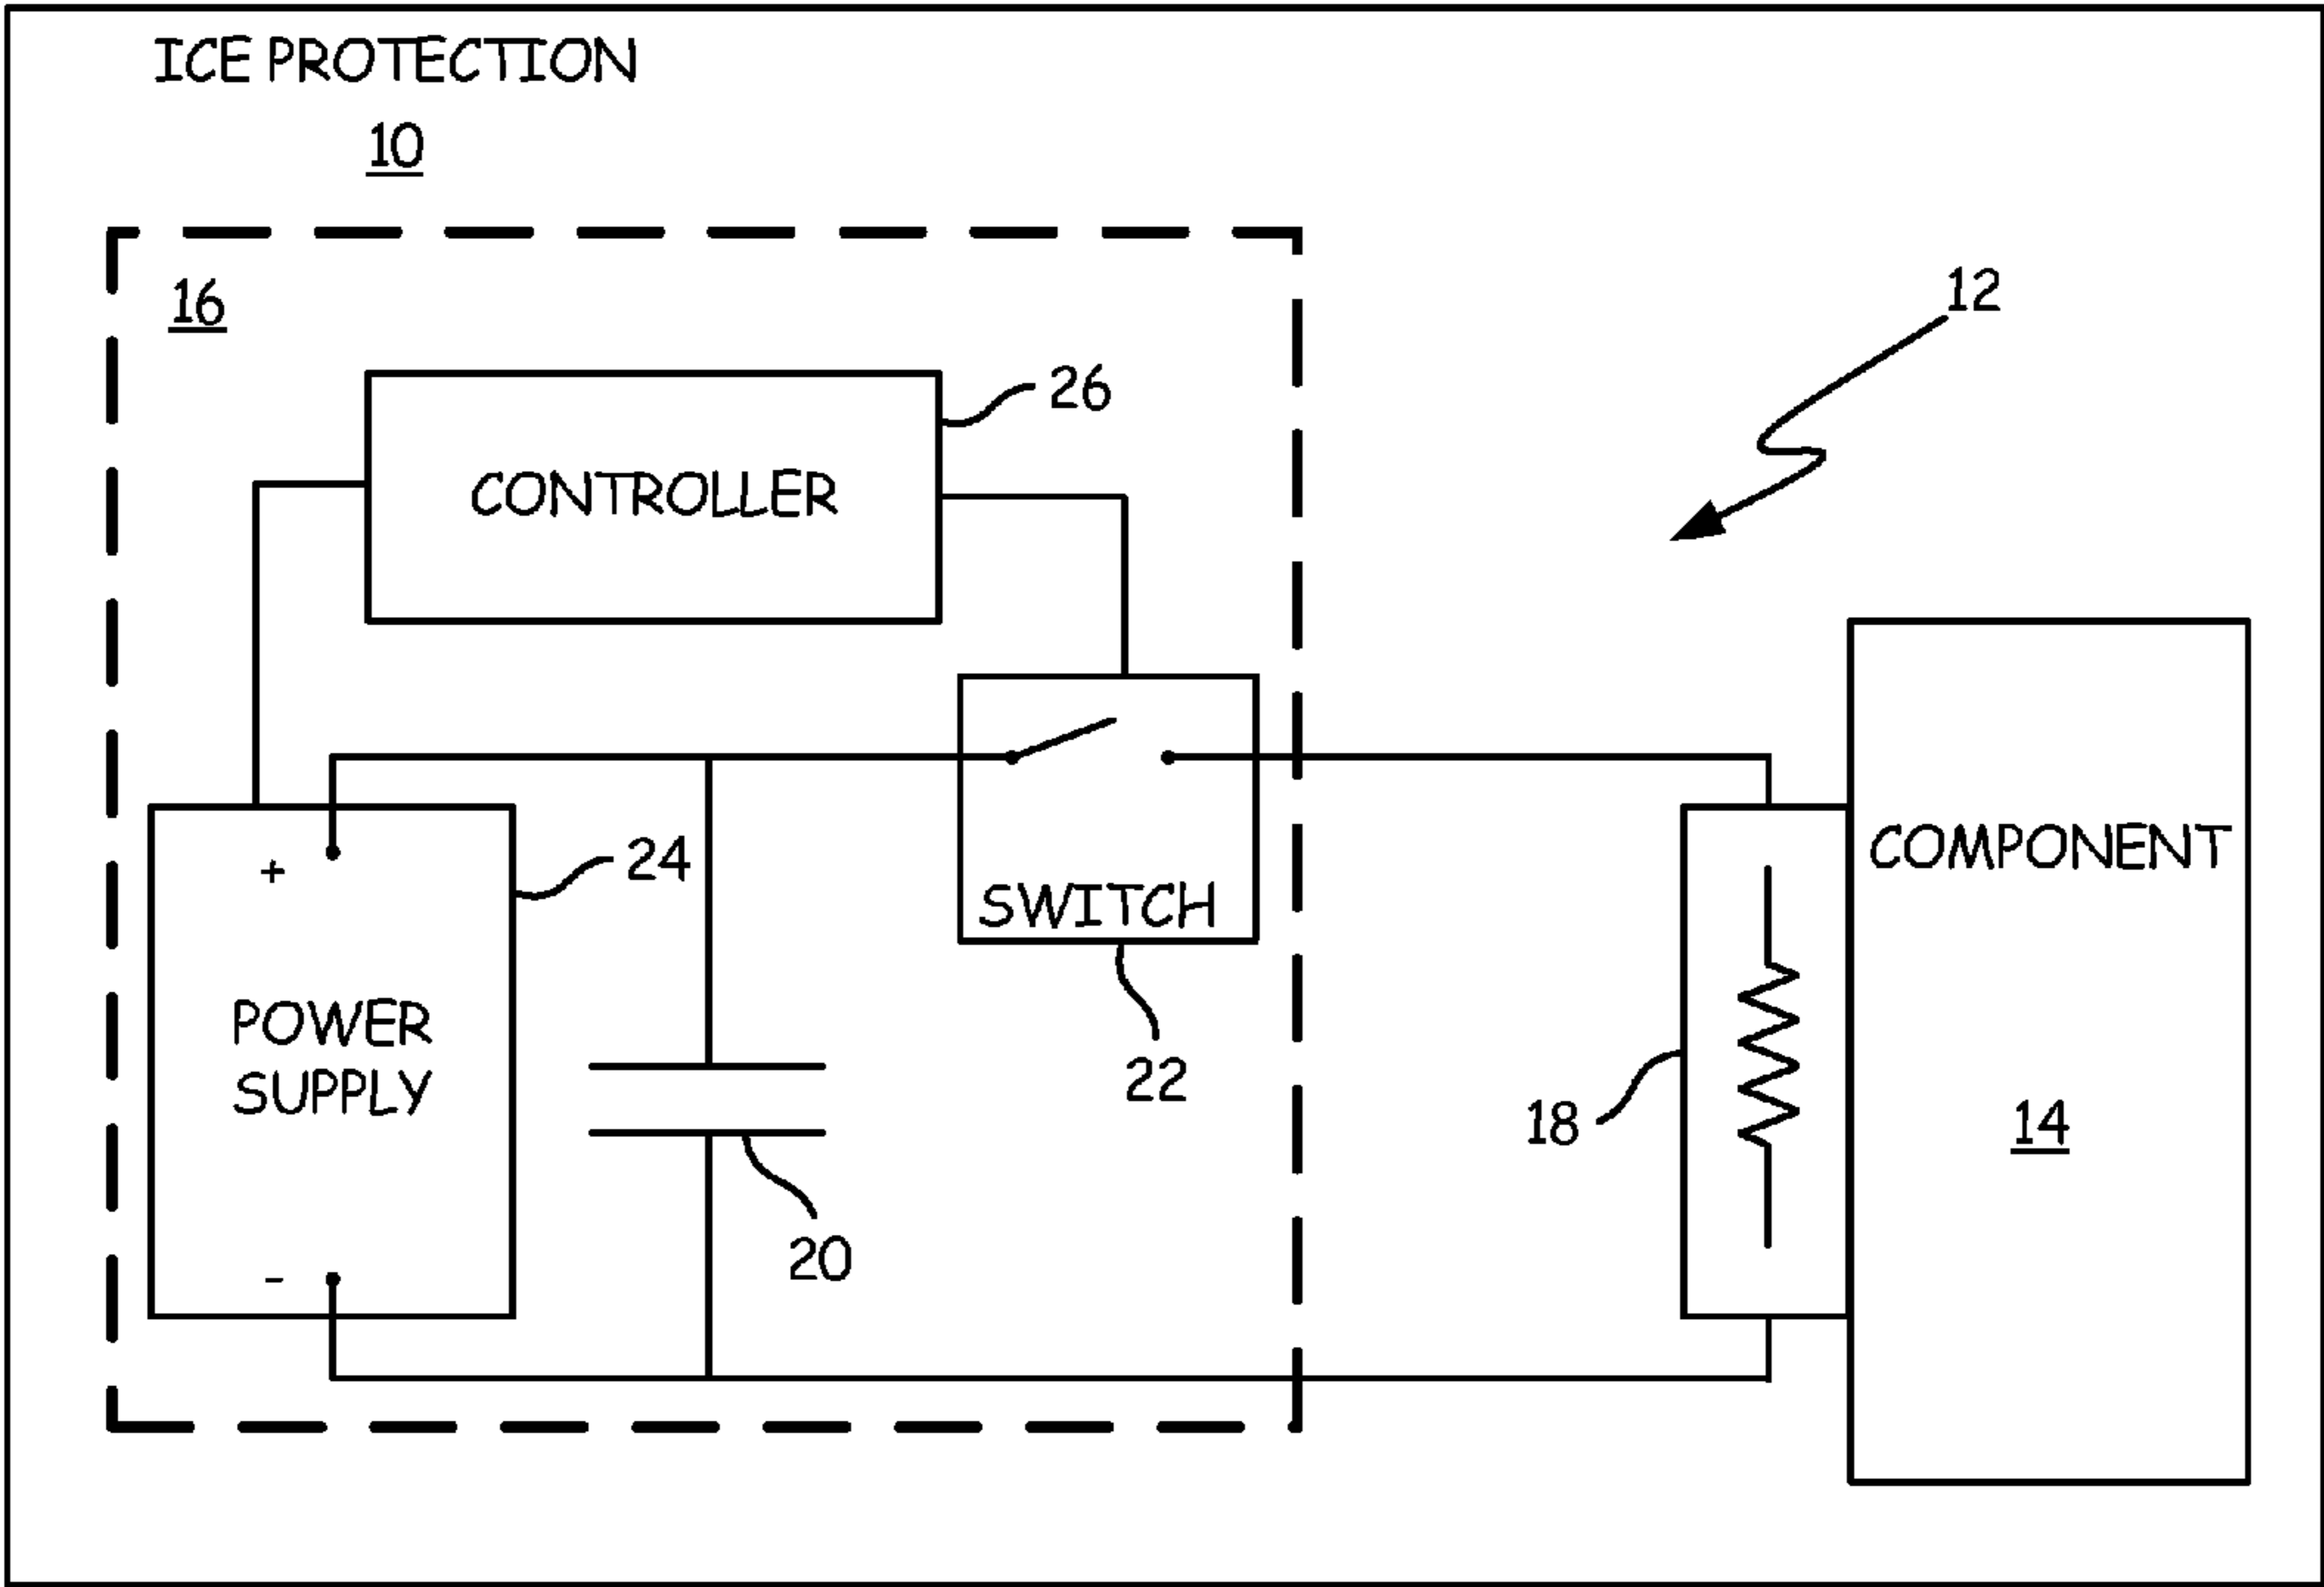 ICE PROTECTION
10
16
12
26
CONTROLLER
+
24
COMPONENT
SWITCH
POWER
SUPPLY
22
18
14
20
-